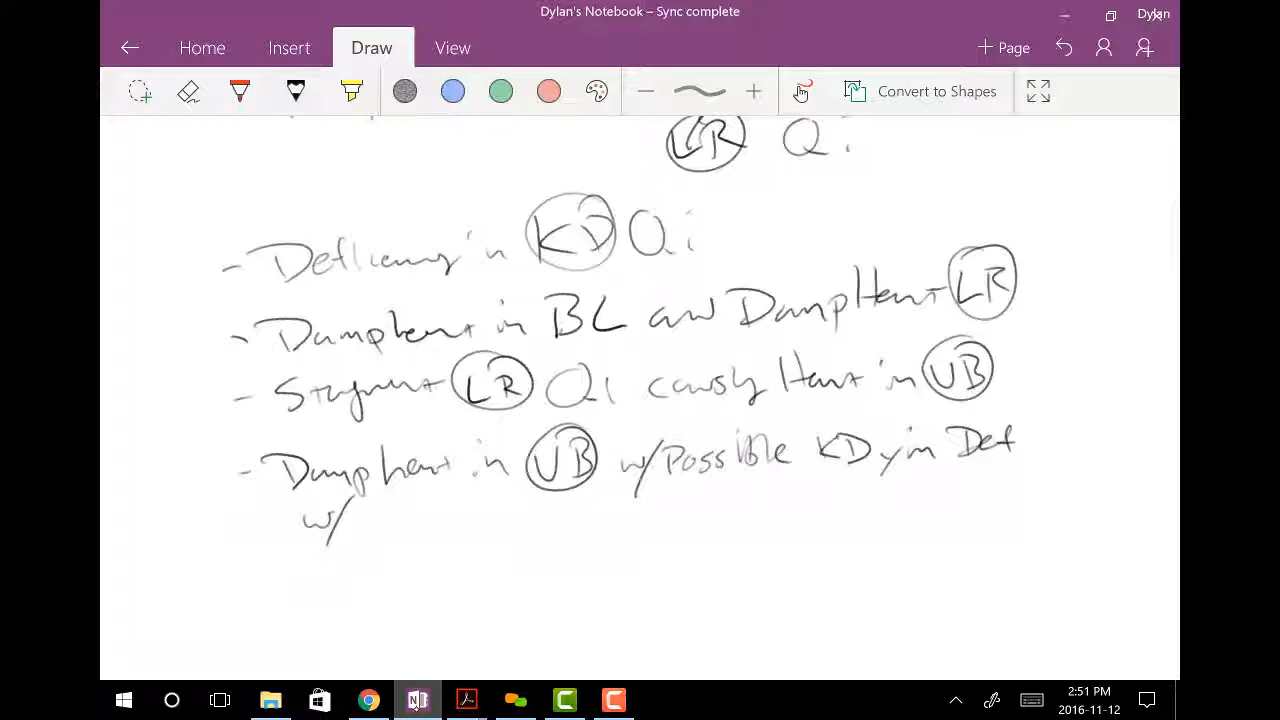 Dylan's Notebook – Sync complete
Dylan
Home Insert Draw View + Page
Convert to Shapes
LR Qi
- Deficiency in KD Qi
- Dampheat in BL and DampHeat LR
- Stagnant LR Qi causing Heat in UB
- Dampheat in UB w/Possible KD yin Def
w/
2:51 PM
2016-11-12